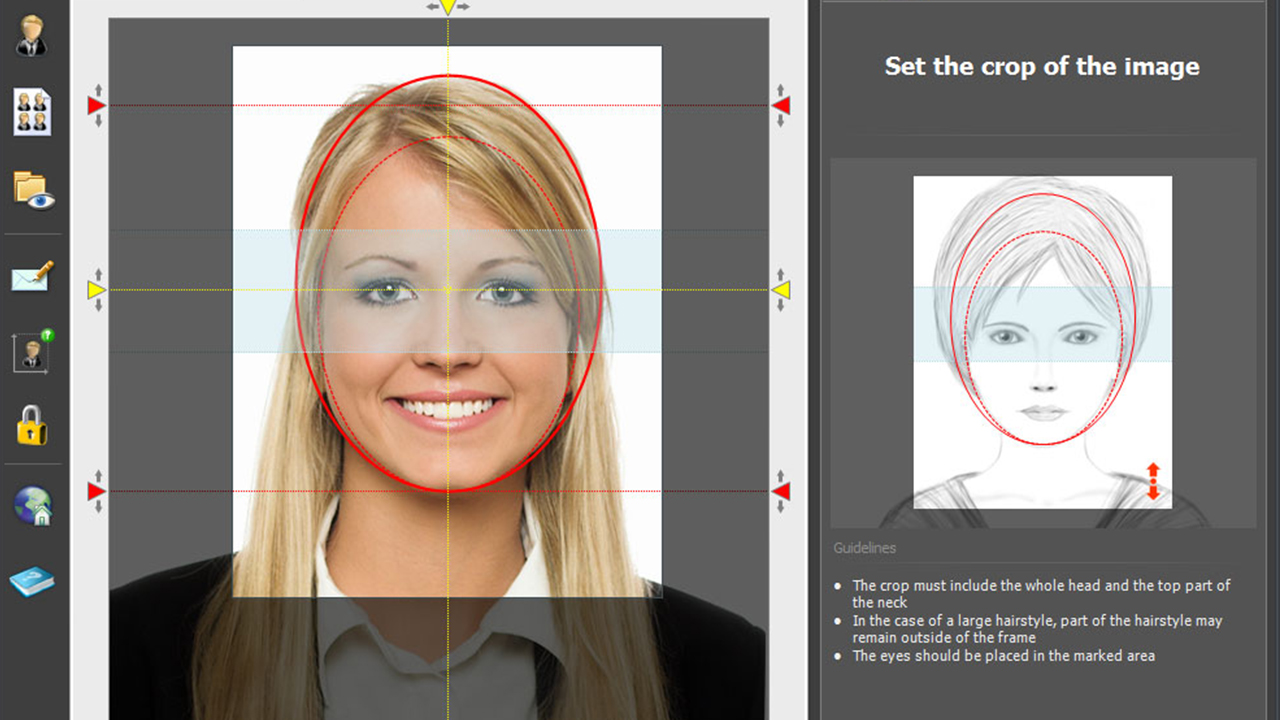 Set the crop of the image
Guidelines
The crop must include the whole head and the top part of
the neck
In the case of a large hairstyle, part of the hairstyle may
remain outside of the frame
The eyes should be placed in the marked area